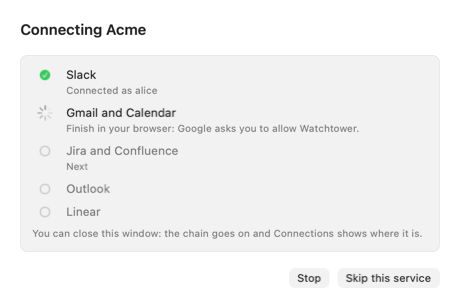 Connecting Acme
Slack
Connected as alice
Gmail and Calendar
Finish in your browser: Google asks you to allow Watchtower.
Jira and Confluence
Next
Outlook
Linear
You can close this window: the chain goes on and Connections shows where it is.
Stop
Skip this service